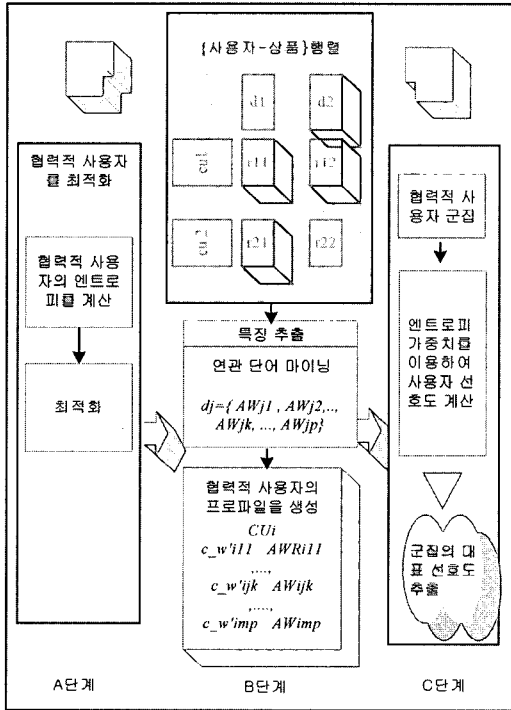 {사용자-상품}행렬
d1
d2
r11
r12
r21
r22
협력적 사용자
를 최적화
협력적 사용
자의 엔트로
피를 계산
최적화
특징 추출
연관 단어 마이닝
dj={ AWj1 , AWj2,..,
AWjk, ..., AWjp}
협력적 사용자의
프로파일을 생성
CUi
c_w'i11 AWRi11
,....,
c_w'ijk AWijk
,....,
c_w'imp AWimp
협력적 사
용자 군집
엔트로피
가중치를
이용하여
사용자 선
호도 계산
군집의 대
표 선호도
추출
A단계
B단계
C단계